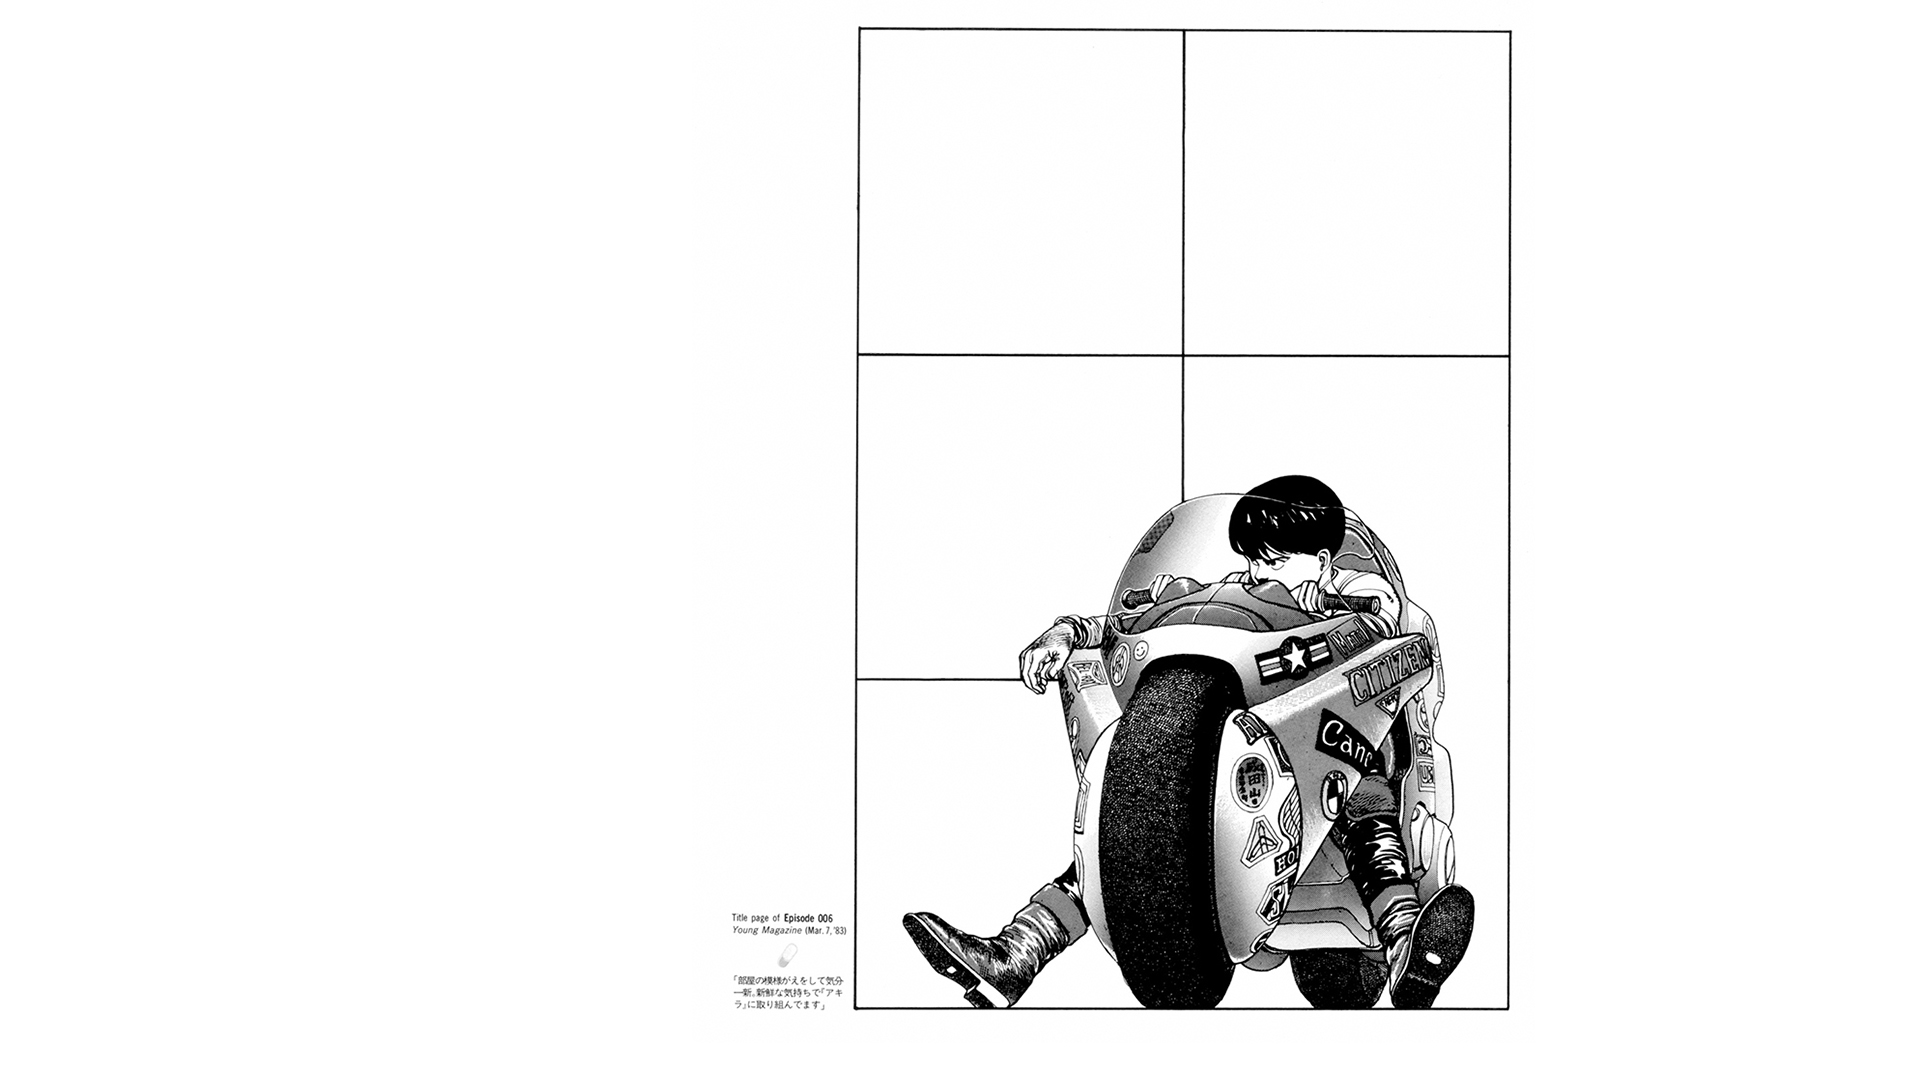 Title page of Episode 006
Young Magazine (Mar. 7, '83)
「部屋の模様がえをして気分
一新。新鮮な気持ちで『アキ
ラ』に取り組んでます」
CITIZEN
Cano
HO